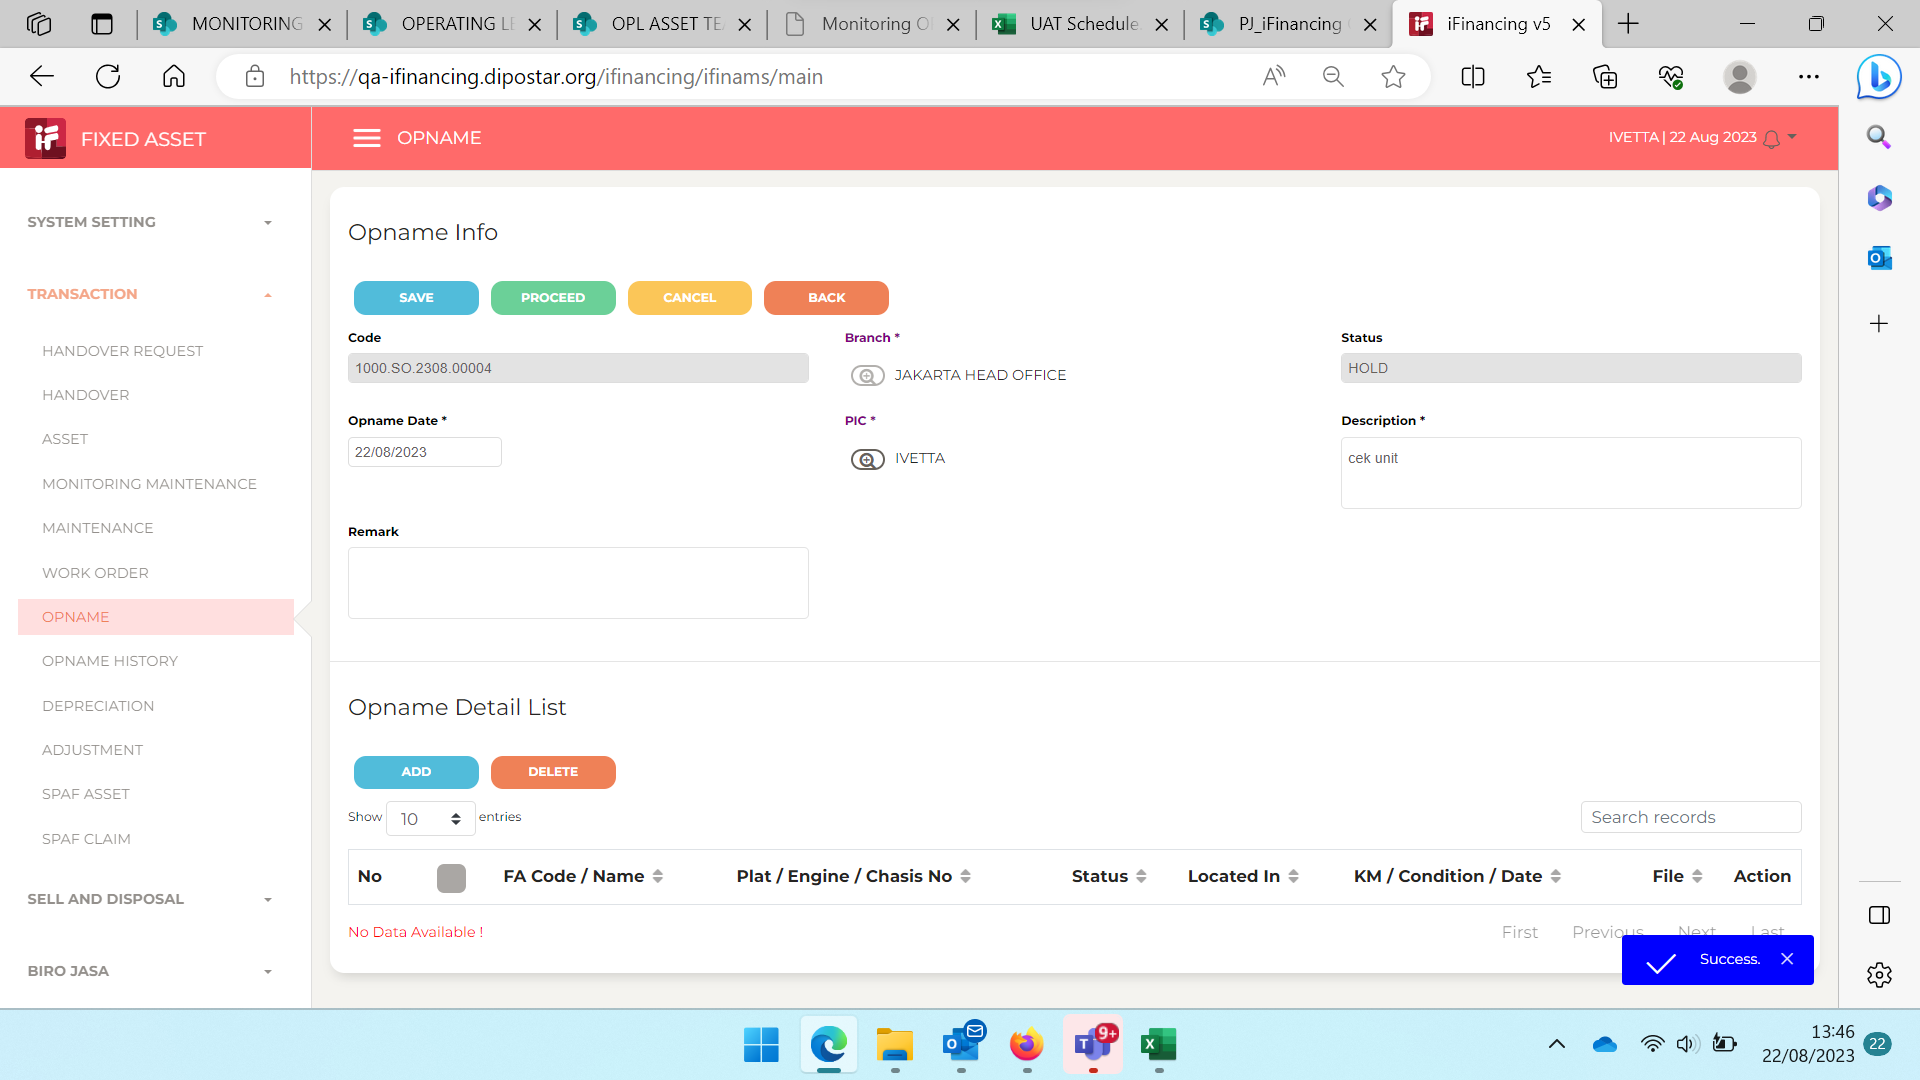 MONITORING
OPERATING LE
OPL ASSET TEA
Monitoring O
UAT Schedule.
PJ_iFinancing
iFinancing v5
https://qa-ifinancing.dipostar.org/ifinancing/ifinams/main
FIXED ASSET
OPNAME
IVETTA | 22 Aug 2023
SYSTEM SETTING
TRANSACTION
HANDOVER REQUEST
HANDOVER
ASSET
MONITORING MAINTENANCE
MAINTENANCE
WORK ORDER
OPNAME
OPNAME HISTORY
DEPRECIATION
ADJUSTMENT
SPAF ASSET
SPAF CLAIM
SELL AND DISPOSAL
BIRO JASA
Opname Info
SAVE PROCEED CANCEL BACK
Code
1000.SO.2308.00004
Branch *
JAKARTA HEAD OFFICE
Status
HOLD
Opname Date *
22/08/2023
PIC *
IVETTA
Description *
cek unit
Remark
Opname Detail List
ADD DELETE
Show 10 entries
Search records
No FA Code / Name Plat / Engine / Chasis No Status Located In KM / Condition / Date File Action
No Data Available !
First Previous Next Last
Success.
9+
13:46
22/08/2023
22